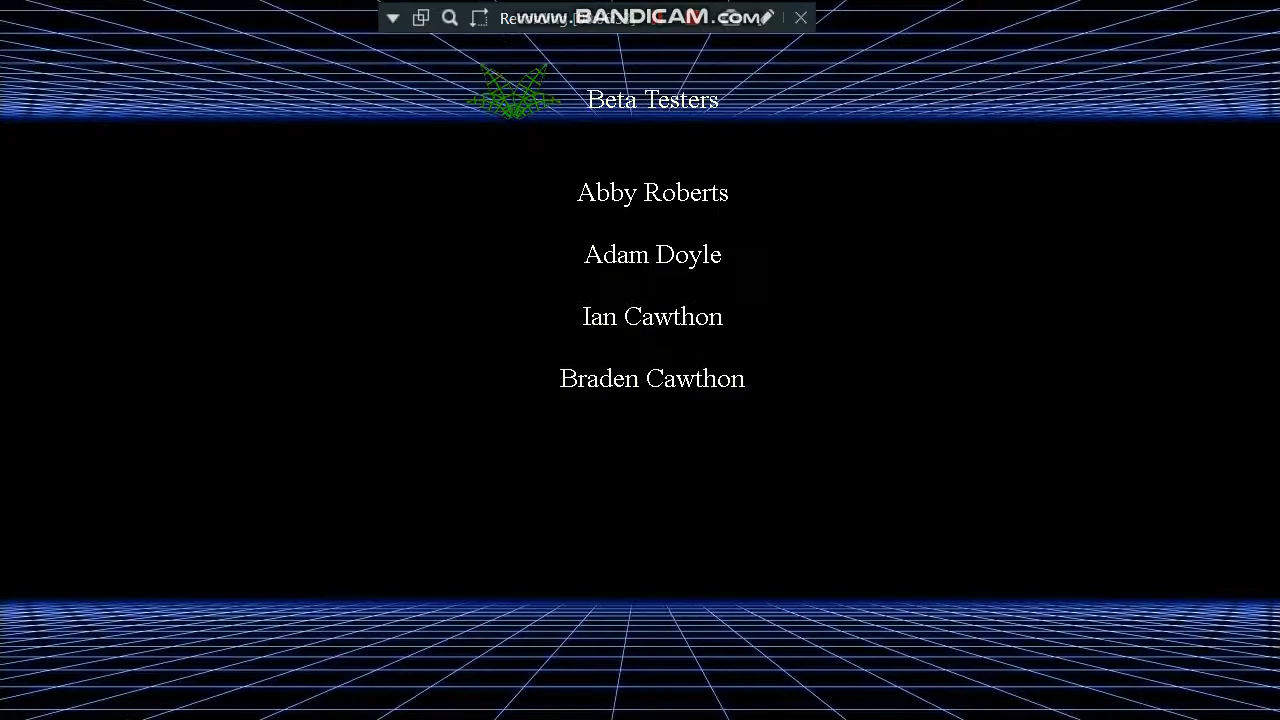 www.BANDICAM.com
Beta Testers
Abby Roberts
Adam Doyle
Ian Cawthon
Braden Cawthon